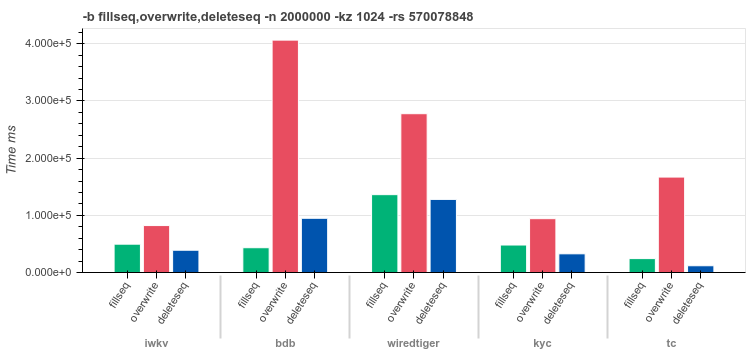 -b fillseq,overwrite,deleteseq -n 2000000 -kz 1024 -rs 570078848
Time ms
4.000e+5
3.000e+5
2.000e+5
1.000e+5
0.000e+0
fillseq overwrite deleteseq fillseq overwrite deleteseq fillseq overwrite deleteseq fillseq overwrite deleteseq fillseq overwrite deleteseq
iwkv bdb wiredtiger kyc tc